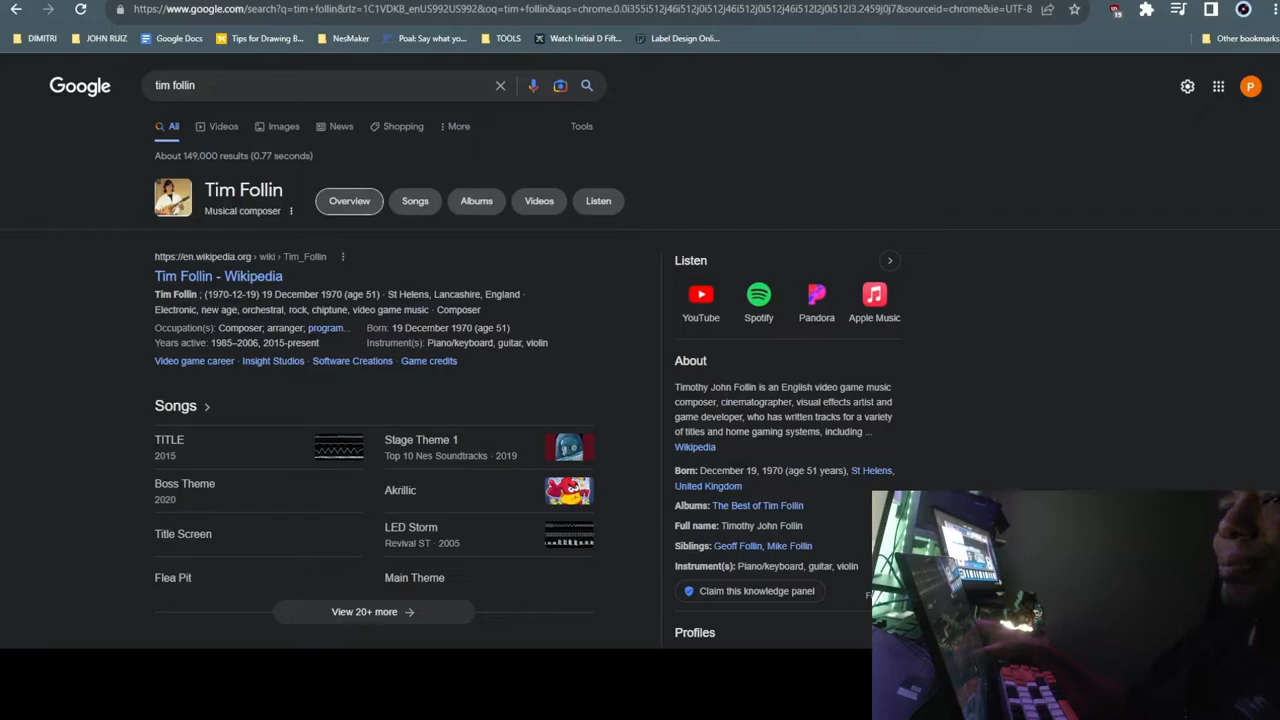 https://www.google.com/search?q=tim+follin&rlz=1C1VDKB_enUS992US992&oq=tim+follin&aqs=chrome.0.0i355i512j46i512j0i512j46i512j0i512j46i512l2j0i512l3.2459j0j7&sourceid=chrome&ie=UTF-8
19
DIMITRI
JOHN RUIZ
Google Docs
Tips for Drawing B...
NesMaker
Poal: Say what yo...
TOOLS
Watch Initial D Fift...
Label Design Onli...
Other bookmarks
Google
tim follin
P
All
Videos
Images
News
Shopping
More
Tools
About 149,000 results (0.77 seconds)
Tim Follin
Musical composer
Overview
Songs
Albums
Videos
Listen
https://en.wikipedia.org › wiki › Tim_Follin
Tim Follin - Wikipedia
Tim Follin ; (1970-12-19) 19 December 1970 (age 51) · St Helens, Lancashire, England ·
Electronic, new age, orchestral, rock, chiptune, video game music · Composer
Occupation(s): Composer; arranger; program... Born: 19 December 1970 (age 51)
Years active: 1985–2006, 2015-present Instrument(s): Piano/keyboard, guitar, violin
Video game career · Insight Studios · Software Creations · Game credits
Songs
TITLE
2015
Stage Theme 1
Top 10 Nes Soundtracks · 2019
Boss Theme
2020
Akrillic
Title Screen
LED Storm
Revival ST · 2005
Flea Pit
Main Theme
View 20+ more
Listen
YouTube
Spotify
Pandora
Apple Music
About
Timothy John Follin is an English video game music
composer, cinematographer, visual effects artist and
game developer, who has written tracks for a variety
of titles and home gaming systems, including ...
Wikipedia
Born: December 19, 1970 (age 51 years), St Helens,
United Kingdom
Albums: The Best of Tim Follin
Full name: Timothy John Follin
Siblings: Geoff Follin, Mike Follin
Instrument(s): Piano/keyboard, guitar, violin
Claim this knowledge panel
Profiles